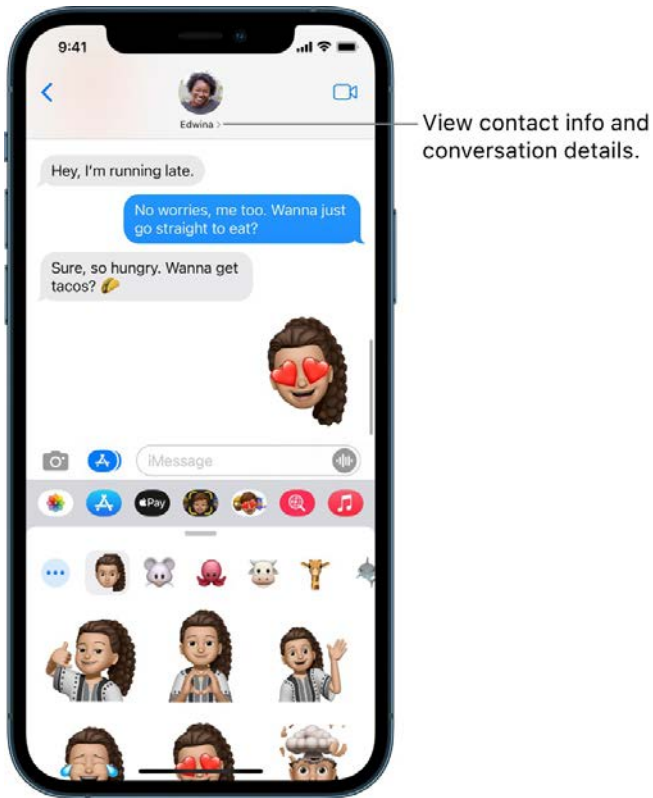 9:41
Edwina >
View contact info and
conversation details.
Hey, I'm running late.
No worries, me too. Wanna just
go straight to eat?
Sure, so hungry. Wanna get
tacos? 🌮
iMessage
Pay